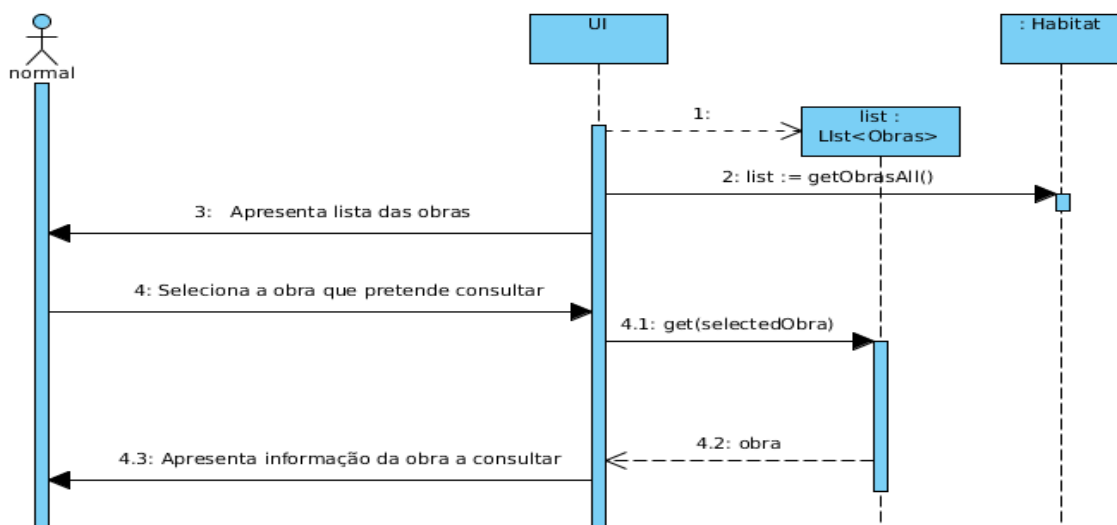 UI
: Habitat
normal
1:
list :
LIst<Obras>
2: list := getObrasAll()
3: Apresenta lista das obras
4: Seleciona a obra que pretende consultar
4.1: get(selectedObra)
4.2: obra
4.3: Apresenta informação da obra a consultar